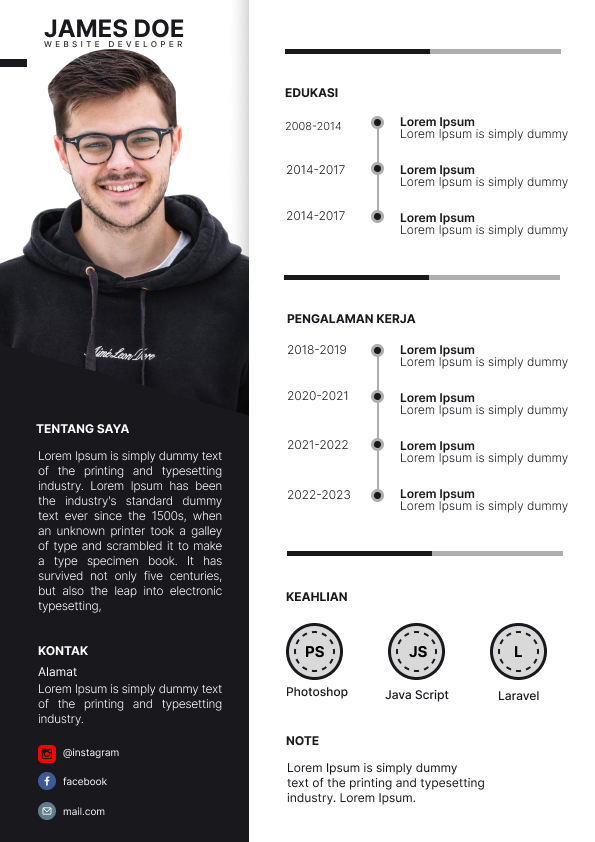 JAMES DOE
WEBSITE DEVELOPER
Aimé Leon Dore
TENTANG SAYA
Lorem Ipsum is simply dummy text
of the printing and typesetting
industry. Lorem Ipsum has been
the industry's standard dummy
text ever since the 1500s, when
an unknown printer took a galley
of type and scrambled it to make
a type specimen book. It has
survived not only five centuries,
but also the leap into electronic
typesetting,
KONTAK
Alamat
Lorem Ipsum is simply dummy text
of the printing and typesetting
industry.
@instagram
facebook
mail.com
EDUKASI
2008-2014
Lorem Ipsum
Lorem Ipsum is simply dummy
2014-2017
Lorem Ipsum
Lorem Ipsum is simply dummy
2014-2017
Lorem Ipsum
Lorem Ipsum is simply dummy
PENGALAMAN KERJA
2018-2019
Lorem Ipsum
Lorem Ipsum is simply dummy
2020-2021
Lorem Ipsum
Lorem Ipsum is simply dummy
2021-2022
Lorem Ipsum
Lorem Ipsum is simply dummy
2022-2023
Lorem Ipsum
Lorem Ipsum is simply dummy
KEAHLIAN
PS
JS
L
Photoshop
Java Script
Laravel
NOTE
Lorem Ipsum is simply dummy
text of the printing and typesetting
industry. Lorem Ipsum.